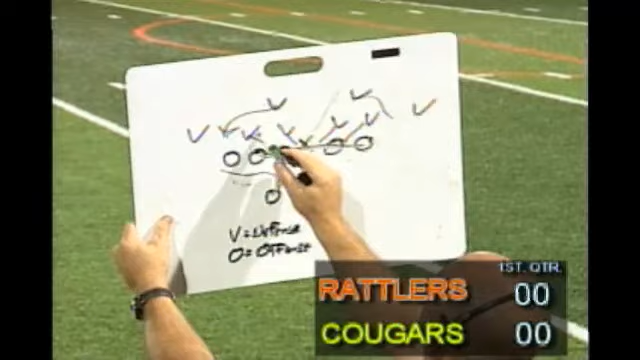 V = DEFENSE
O = OFFENSE
1ST. QTR.
RATTLERS 00
COUGARS 00